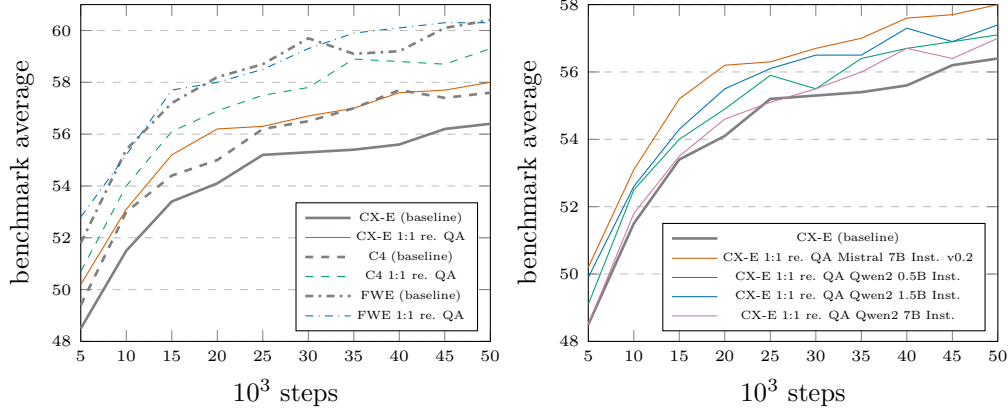 benchmark average
60
58
56
54
52
50
48
5
10
15
20
25
30
35
40
45
50
10³ steps
CX-E (baseline)
CX-E 1:1 re. QA
C4 (baseline)
C4 1:1 re. QA
FWE (baseline)
FWE 1:1 re. QA
benchmark average
58
56
54
52
50
48
5
10
15
20
25
30
35
40
45
50
10³ steps
CX-E (baseline)
CX-E 1:1 re. QA Mistral 7B Inst. v0.2
CX-E 1:1 re. QA Qwen2 0.5B Inst.
CX-E 1:1 re. QA Qwen2 1.5B Inst.
CX-E 1:1 re. QA Qwen2 7B Inst.